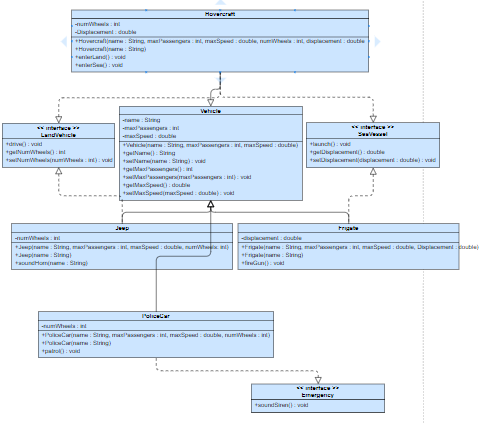 Hovercraft
-numWheels : int
-Displacement : double
+Hovercraft(name : String, maxPassengers : int, maxSpeed : double, numWheels : int, displacement : double
+Hovercraft(name : String)
+enterLand() : void
+enterSea() : void
<< interface >>
LandVehicle
+drive() : void
+getNumWheels() : int
+setNumWheels(numWheels : int) : void
Vehicle
-name : String
-maxPassengers : int
-maxSpeed : double
+Vehicle(name : String, maxPassengers : int, maxSpeed : double)
+getName() : String
+setName(name : String) : void
+getMaxPassengers() : int
+setMaxPassengers(maxPassengers : int) : void
+getMaxSpeed() : double
+setMaxSpeed(maxSpeed : double) : void
<< interface >>
SeaVessel
+launch() : void
+getDisplacement() : double
+setDisplacement(displacement : double) : void
Jeep
-numWheels : int
+Jeep(name : String, maxPassengers : int, maxSpeed : double, numWheels : int)
+Jeep(name : String)
+soundHorn(name : String)
Frigate
-displacement : double
+Frigate(name : String, maxPassengers : int, maxSpeed : double, Displacement : double)
+Frigate(name : String)
+fireGun() : void
PoliceCar
-numWheels : int
+PoliceCar(name : String, maxPassengers : int, maxSpeed : double, numWheels : int)
+PoliceCar(name : String)
+patrol() : void
<< interface >>
Emergency
+soundSiren() : void